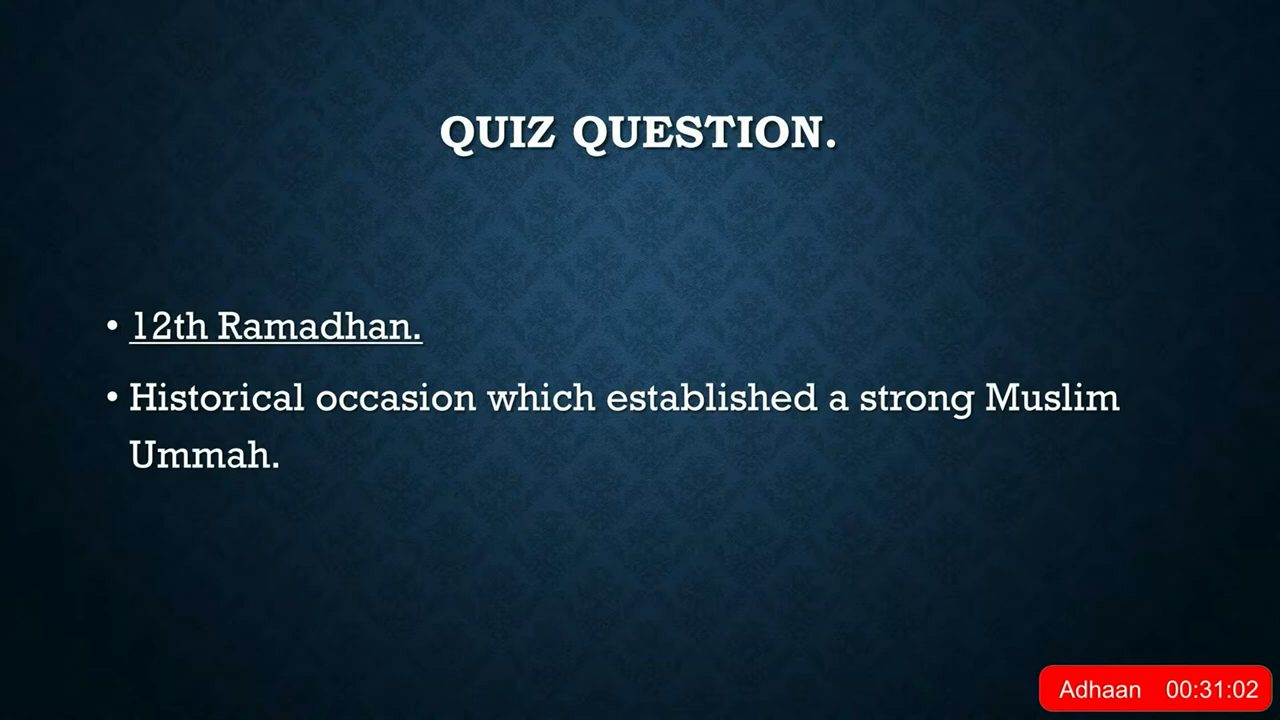 QUIZ QUESTION.
• 12th Ramadhan.
• Historical occasion which established a strong Muslim
Ummah.
Adhaan 00:31:02